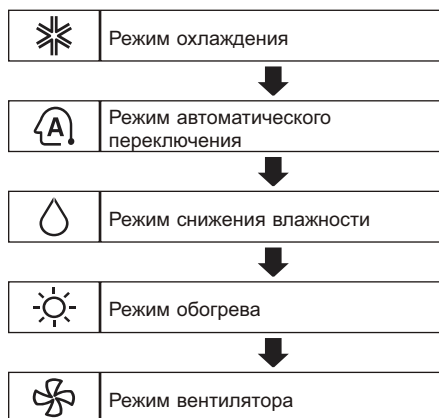 Режим охлаждения
A
Режим автоматического
переключения
Режим снижения влажности
Режим обогрева
Режим вентилятора